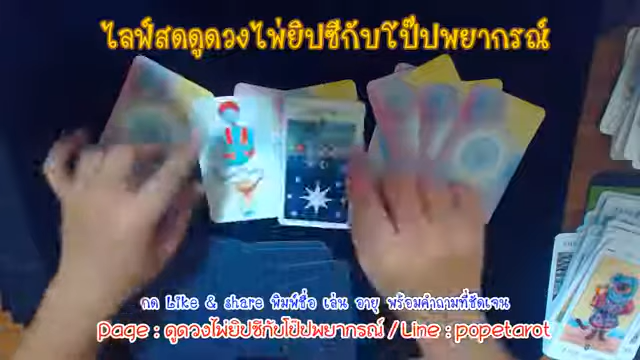 ไลฟ์สดดูดวงไพ่ยิปซีกับโป๊ปพยากรณ์
กด Like & share พิมพ์ชื่อ เล่น อายุ พร้อมคำถามที่ชัดเจน
Page : ดูดวงไพ่ยิปซีกับโป๊ปพยากรณ์ / Line : popetarot